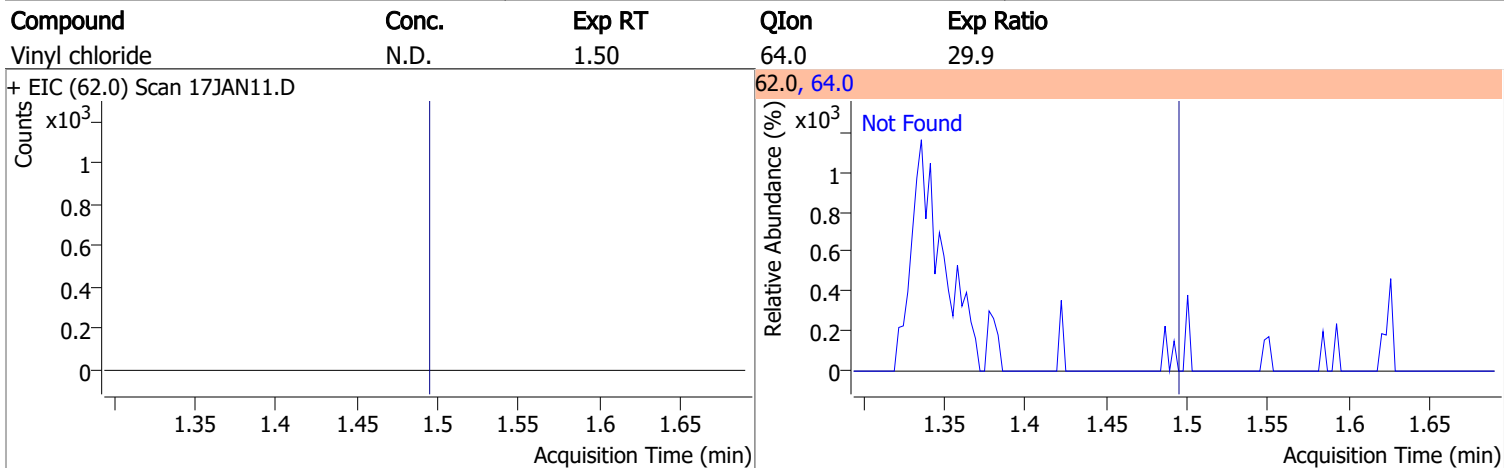 Compound Conc. Exp RT QIon Exp Ratio
Vinyl chloride N.D. 1.50 64.0 29.9
+ EIC (62.0) Scan 17JAN11.D
Counts
x10³
1
0.8
0.6
0.4
0.2
0
1.35 1.4 1.45 1.5 1.55 1.6 1.65
Acquisition Time (min)
62.0, 64.0
Relative Abundance (%)
x10³
Not Found
1
0.8
0.6
0.4
0.2
0
1.35 1.4 1.45 1.5 1.55 1.6 1.65
Acquisition Time (min)